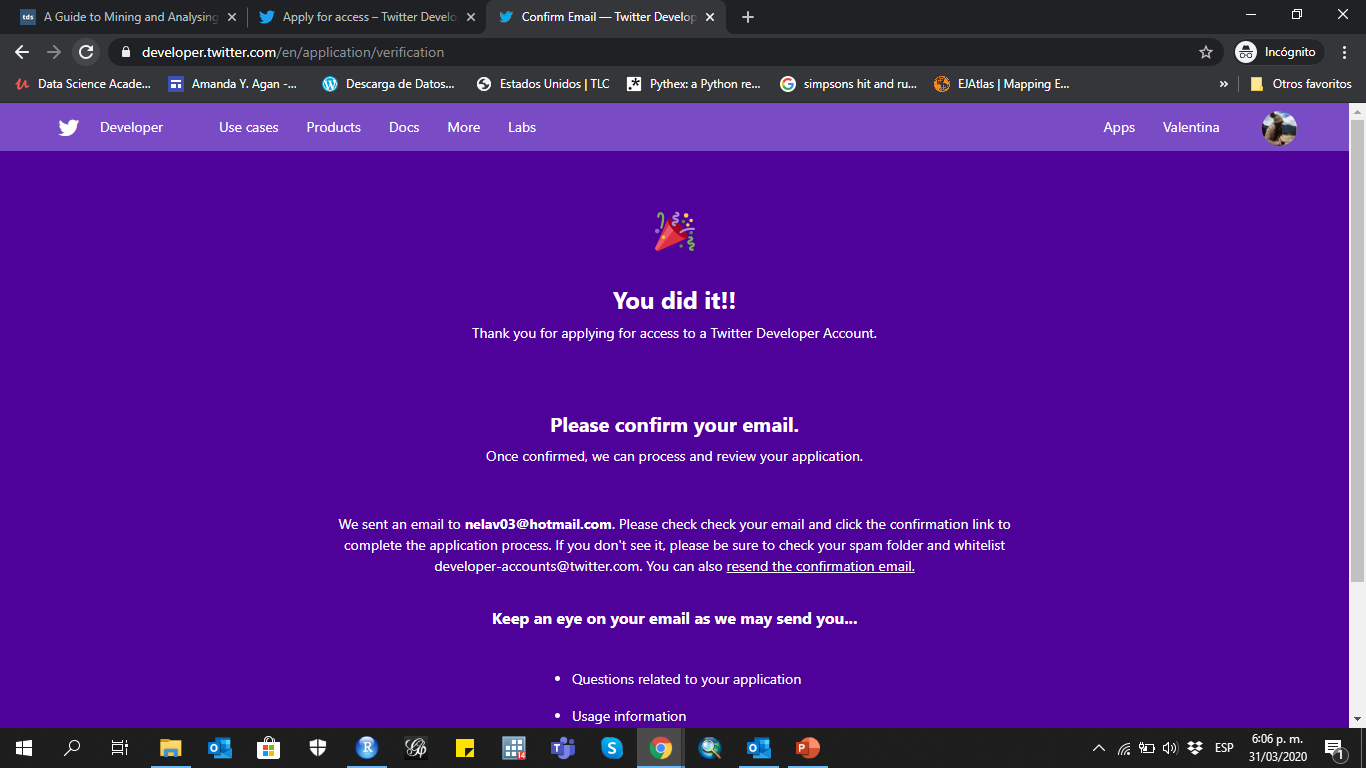 tds A Guide to Mining and Analysing
Apply for access – Twitter Develo
Confirm Email — Twitter Develop
developer.twitter.com/en/application/verification
Incógnito
Data Science Acade...
Amanda Y. Agan -...
Descarga de Datos...
Estados Unidos | TLC
Pythex: a Python re...
simpsons hit and ru...
EJAtlas | Mapping E...
»
Otros favoritos
Developer
Use cases
Products
Docs
More
Labs
Apps
Valentina
You did it!!
Thank you for applying for access to a Twitter Developer Account.
Please confirm your email.
Once confirmed, we can process and review your application.
We sent an email to nelav03@hotmail.com. Please check check your email and click the confirmation link to
complete the application process. If you don't see it, please be sure to check your spam folder and whitelist
developer-accounts@twitter.com. You can also resend the confirmation email.
Keep an eye on your email as we may send you...
• Questions related to your application
• Usage information
ESP
6:06 p. m.
31/03/2020
1